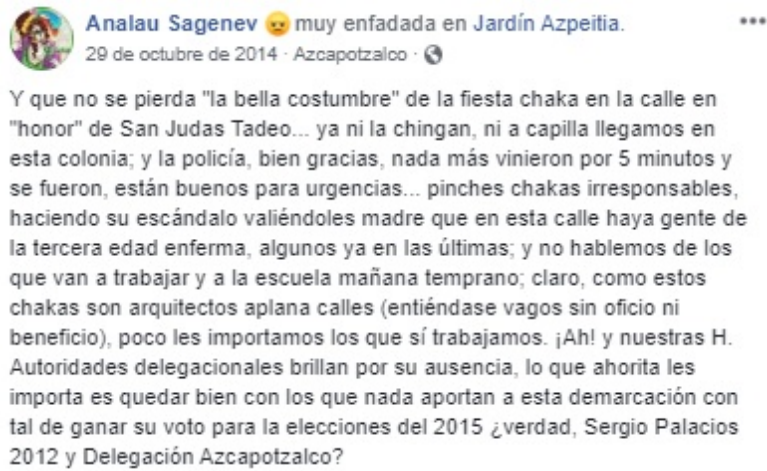 Analau Sagenev 😡 muy enfadada en Jardín Azpeitia.
29 de octubre de 2014 · Azcapotzalco ·
Y que no se pierda "la bella costumbre" de la fiesta chaka en la calle en
"honor" de San Judas Tadeo... ya ni la chingan, ni a capilla llegamos en
esta colonia; y la policía, bien gracias, nada más vinieron por 5 minutos y
se fueron, están buenos para urgencias... pinches chakas irresponsables,
haciendo su escándalo valiéndoles madre que en esta calle haya gente de
la tercera edad enferma, algunos ya en las últimas; y no hablemos de los
que van a trabajar y a la escuela mañana temprano; claro, como estos
chakas son arquitectos aplana calles (entiéndase vagos sin oficio ni
beneficio), poco les importamos los que sí trabajamos. ¡Ah! y nuestras H.
Autoridades delegacionales brillan por su ausencia, lo que ahorita les
importa es quedar bien con los que nada aportan a esta demarcación con
tal de ganar su voto para la elecciones del 2015 ¿verdad, Sergio Palacios
2012 y Delegación Azcapotzalco?